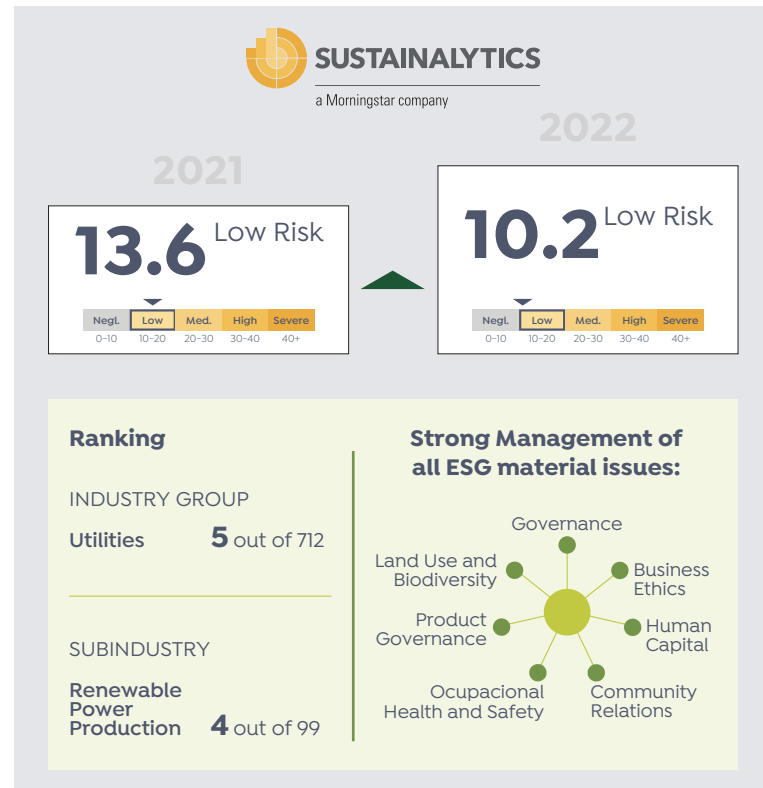 SUSTAINALYTICS
a Morningstar company
2021
13.6 Low Risk
Negl. Low Med. High Severe
0-10 10-20 20-30 30-40 40+
2022
10.2 Low Risk
Negl. Low Med. High Severe
0-10 10-20 20-30 30-40 40+
Ranking
INDUSTRY GROUP
Utilities 5 out of 712
SUBINDUSTRY
Renewable
Power
Production 4 out of 99
Strong Management of
all ESG material issues:
Governance
Business
Ethics
Human
Capital
Community
Relations
Ocupacional
Health and Safety
Product
Governance
Land Use and
Biodiversity